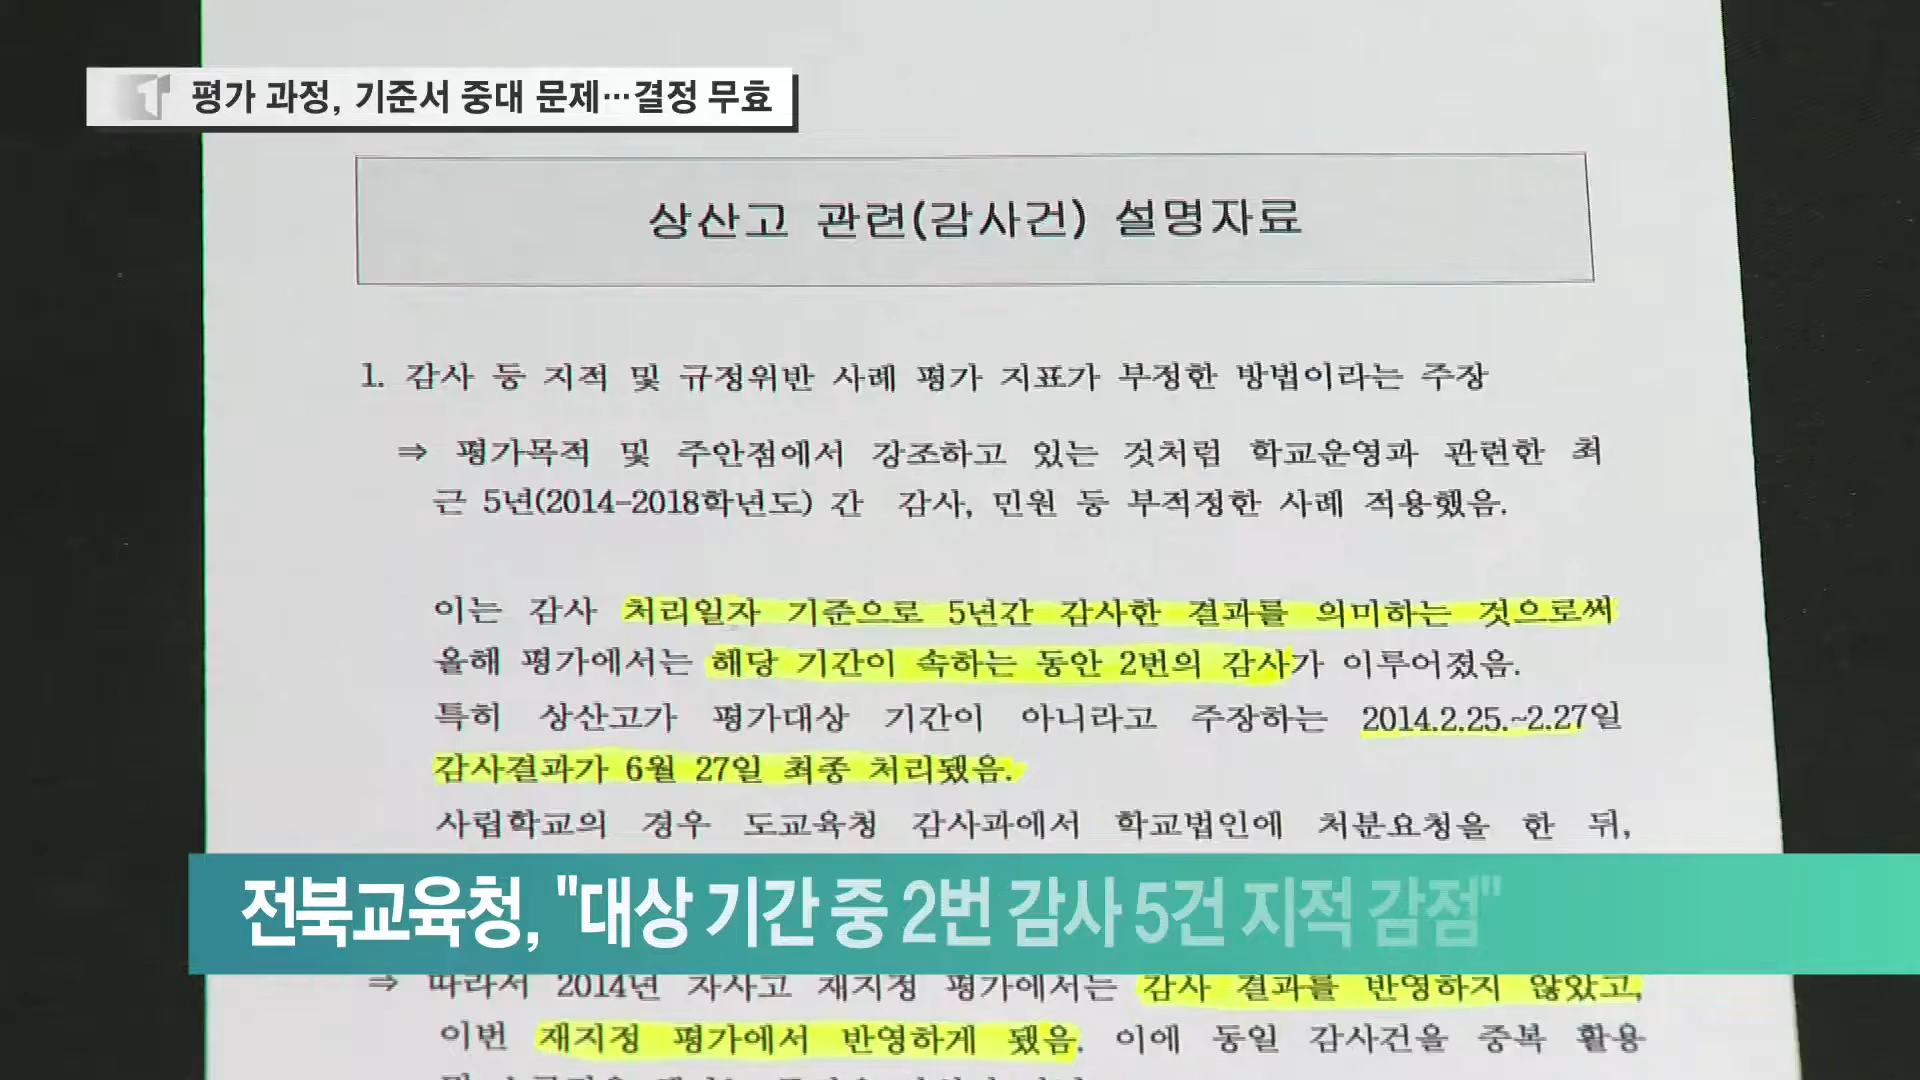 평가 과정, 기준서 중대 문제…결정 무효
상산고 관련(감사건) 설명자료
1. 감사 등 지적 및 규정위반 사례 평가 지표가 부정한 방법이라는 주장
⇒ 평가목적 및 주안점에서 강조하고 있는 것처럼 학교운영과 관련한 최
근 5년(2014-2018학년도) 간 감사, 민원 등 부적정한 사례 적용했음.
이는 감사 처리일자 기준으로 5년간 감사한 결과를 의미하는 것으로써
올해 평가에서는 해당 기간이 속하는 동안 2번의 감사가 이루어졌음.
특히 상산고가 평가대상 기간이 아니라고 주장하는 2014.2.25.~2.27일
감사결과가 6월 27일 최종 처리됐음.
사립학교의 경우 도교육청 감사과에서 학교법인에 처분요청을 한 뒤,
전북교육청, "대상 기간 중 2번 감사 5건 지적 감점"
⇒ 따라서 2014년 자사고 재지정 평가에서는 감사 결과를 반영하지 않았고,
이번 재지정 평가에서 반영하게 됐음. 이에 동일 감사건을 중복 활용